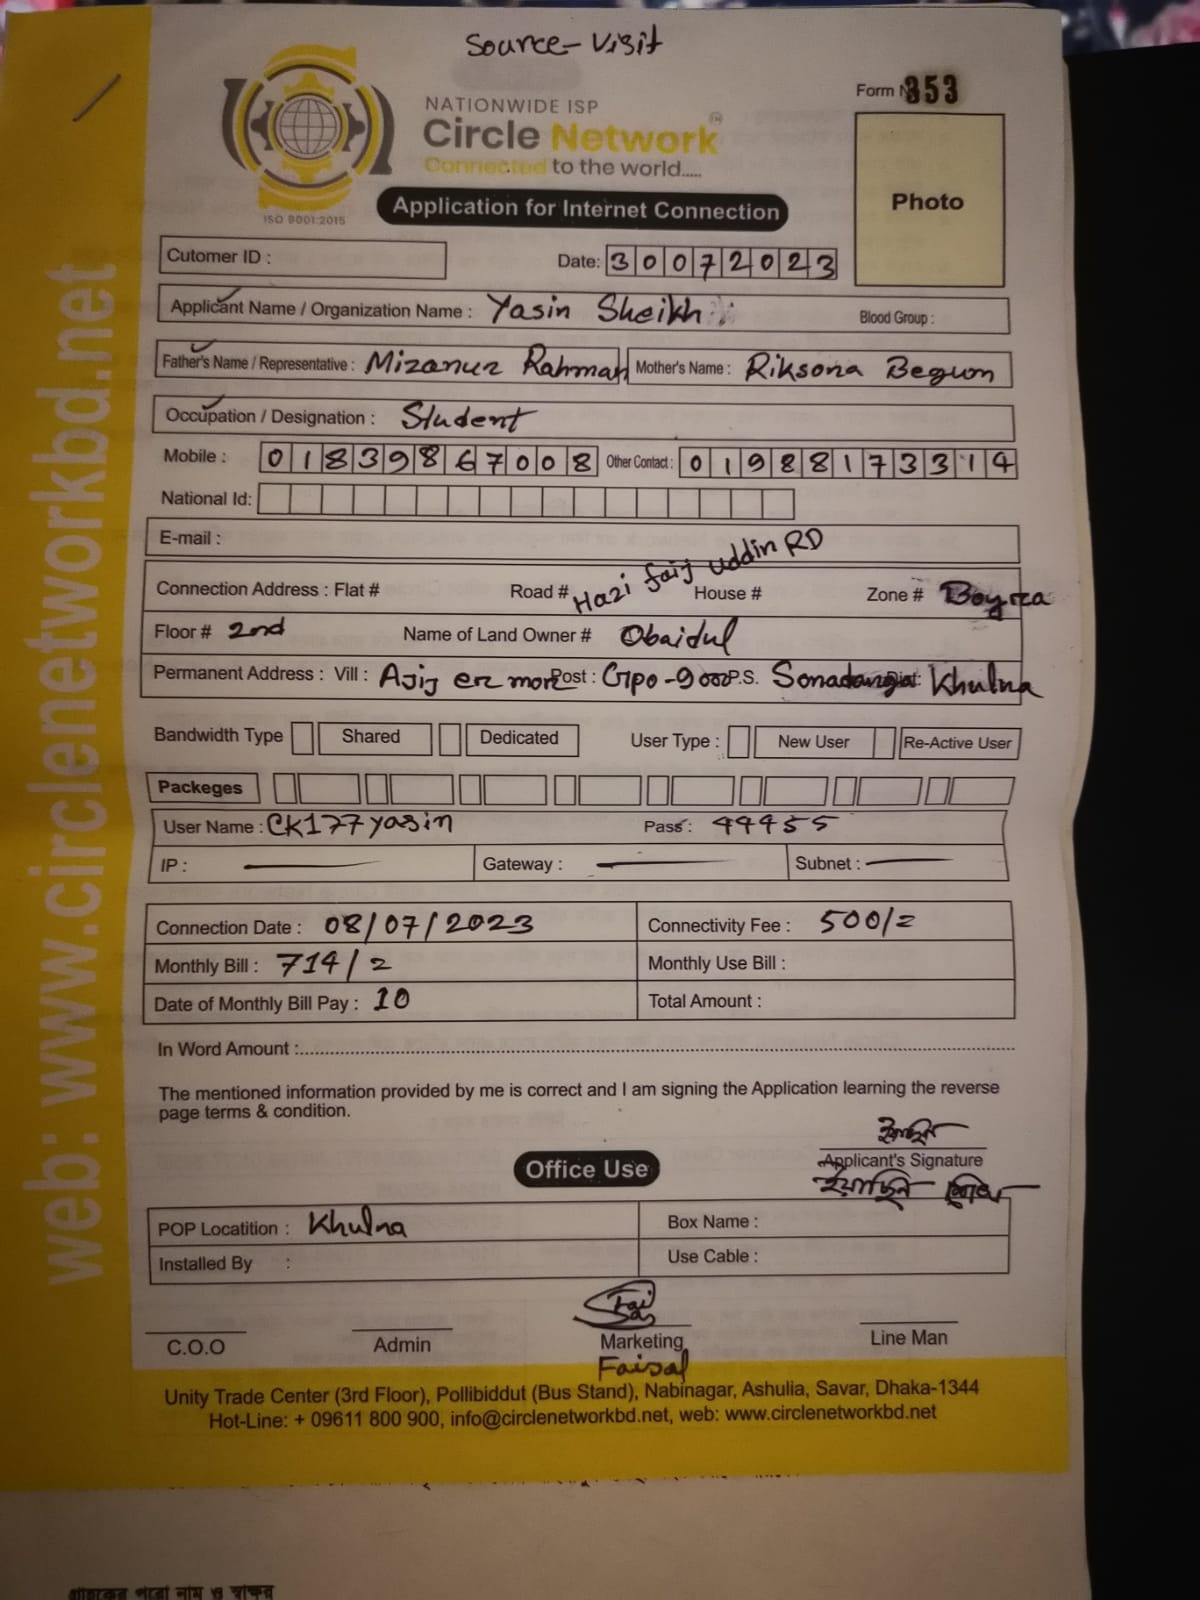 Source - Visit
Form N 353
NATIONWIDE ISP
Circle Network
Connected to the world.....
ISO 9001:2015
Application for Internet Connection
Photo
Cutomer ID :
Date: 30072023
Applicant Name / Organization Name : Yasin Sheikh
Blood Group :
Father's Name / Representative : Mizanur Rahman Mother's Name : Riksona Begum
Occupation / Designation : Student
Mobile : 01839867008 Other Contact : 01988173314
National Id:
E-mail :
Connection Address : Flat # Road # Hazi faij uddin RD House # Zone # Boyra
Floor # 2nd Name of Land Owner # Obaidul
Permanent Address : Vill : Ajij er more Post : GPO-9000 P.S. Sonadanga Khulna
Bandwidth Type Shared Dedicated User Type : New User Re-Active User
Packeges
User Name : CK177yasin Pass : 44455
IP : Gateway : Subnet :
Connection Date : 08/07/2023 Connectivity Fee : 500/=
Monthly Bill : 714/= Monthly Use Bill :
Date of Monthly Bill Pay : 10 Total Amount :
In Word Amount :
The mentioned information provided by me is correct and I am signing the Application learning the reverse
page terms & condition.
Applicant's Signature
Office Use
POP Locatition : Khulna Box Name :
Installed By : Use Cable :
C.O.O Admin Marketing Line Man
Faisal
Unity Trade Center (3rd Floor), Pollibiddut (Bus Stand), Nabinagar, Ashulia, Savar, Dhaka-1344
Hot-Line: + 09611 800 900, info@circlenetworkbd.net, web: www.circlenetworkbd.net
web: www.circlenetworkbd.net